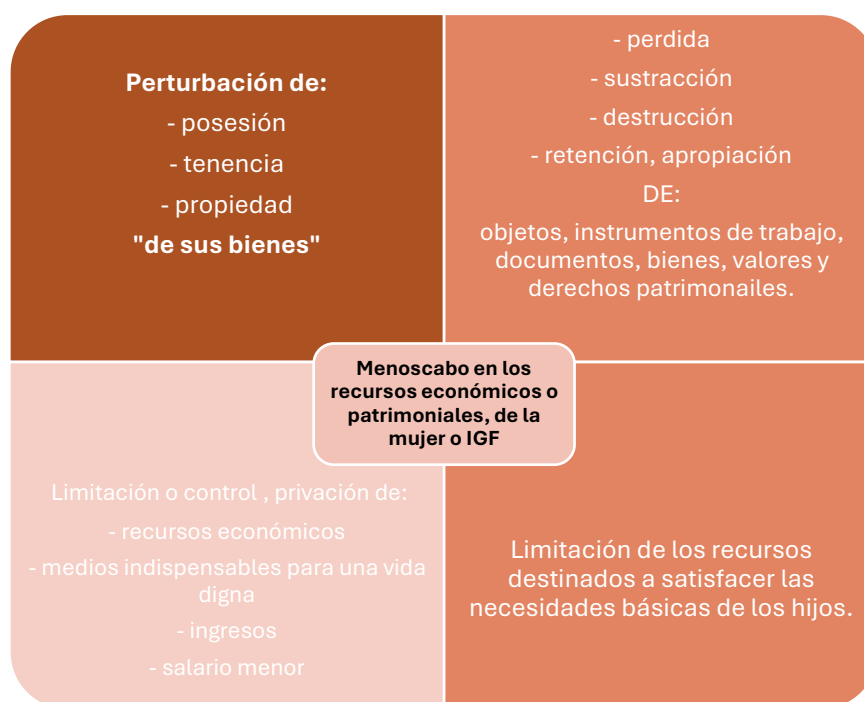 Perturbación de:
- posesión
- tenencia
- propiedad
"de sus bienes"
- perdida
- sustracción
- destrucción
- retención, apropiación
DE:
objetos, instrumentos de trabajo,
documentos, bienes, valores y
derechos patrimonailes.
Menoscabo en los
recursos económicos o
patrimoniales, de la
mujer o IGF
Limitación o control , privación de:
- recursos económicos
- medios indispensables para una vida
digna
- ingresos
- salario menor
Limitación de los recursos
destinados a satisfacer las
necesidades básicas de los hijos.